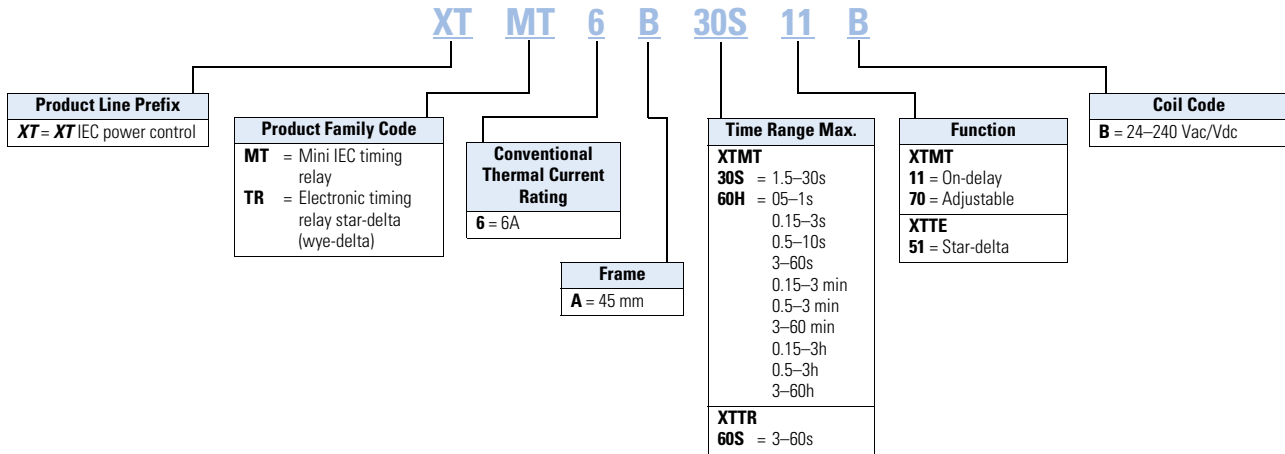 XT MT 6 B 30S 11 B
Product Line Prefix
XT = XT IEC power control
Product Family Code
MT = Mini IEC timing
relay
TR = Electronic timing
relay star-delta
(wye-delta)
Conventional
Thermal Current
Rating
6 = 6A
Frame
A = 45 mm
Time Range Max.
XTMT
30S = 1.5–30s
60H = 05–1s
0.15–3s
0.5–10s
3–60s
0.15–3 min
0.5–3 min
3–60 min
0.15–3h
0.5–3h
3–60h
XTTR
60S = 3–60s
Function
XTMT
11 = On-delay
70 = Adjustable
XTTE
51 = Star-delta
Coil Code
B = 24–240 Vac/Vdc